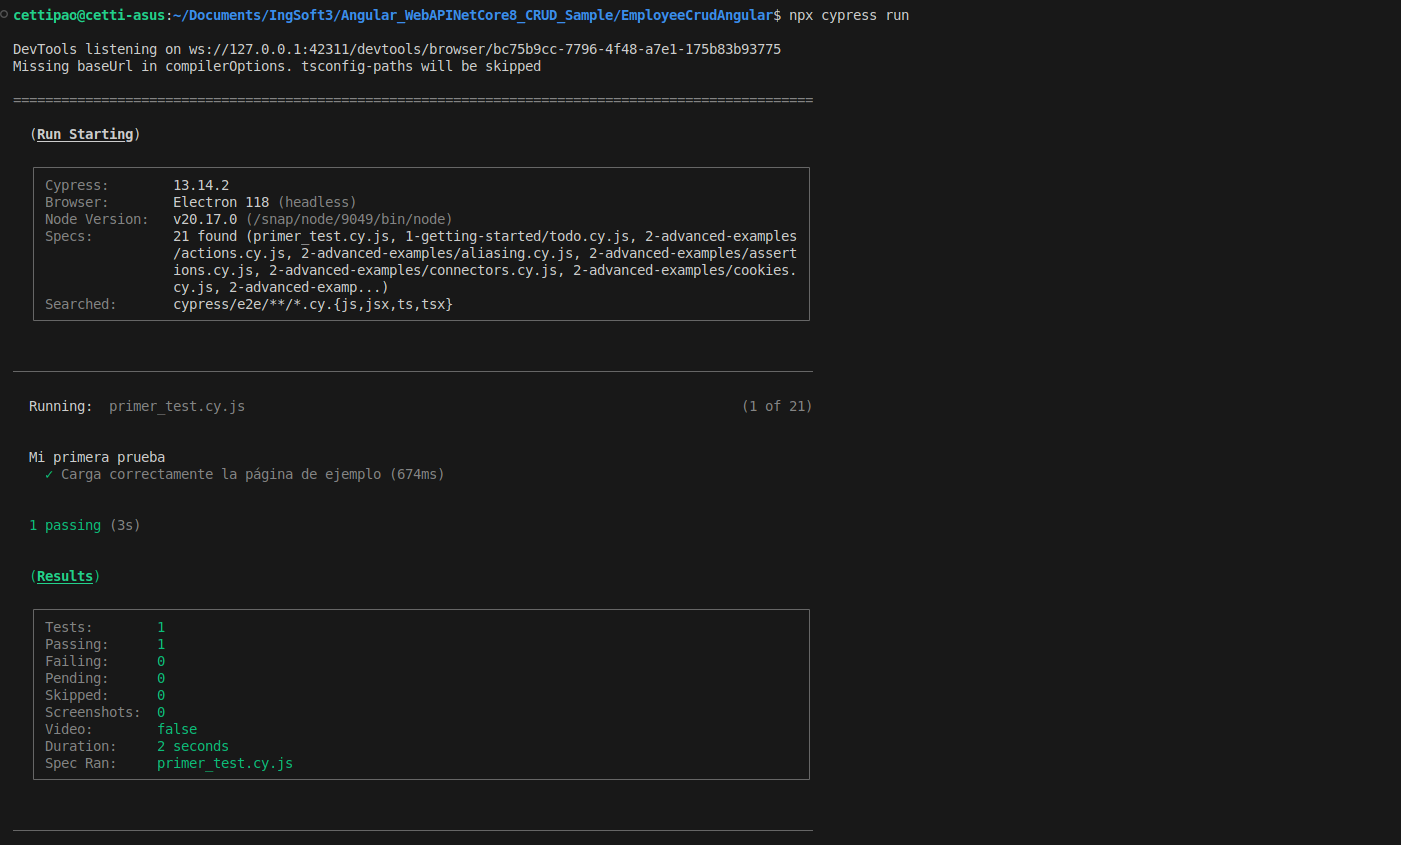 cettipao@cetti-asus:~/Documents/IngSoft3/Angular_WebAPINetCore8_CRUD_Sample/EmployeeCrudAngular$ npx cypress run
DevTools listening on ws://127.0.0.1:42311/devtools/browser/bc75b9cc-7796-4f48-a7e1-175b83b93775
Missing baseUrl in compilerOptions. tsconfig-paths will be skipped
====================================================================================================
(Run Starting)
Cypress: 13.14.2
Browser: Electron 118 (headless)
Node Version: v20.17.0 (/snap/node/9049/bin/node)
Specs: 21 found (primer_test.cy.js, 1-getting-started/todo.cy.js, 2-advanced-examples
/actions.cy.js, 2-advanced-examples/aliasing.cy.js, 2-advanced-examples/assert
ions.cy.js, 2-advanced-examples/connectors.cy.js, 2-advanced-examples/cookies.
cy.js, 2-advanced-examp...)
Searched: cypress/e2e/**/*.cy.{js,jsx,ts,tsx}
Running: primer_test.cy.js (1 of 21)
Mi primera prueba
✓ Carga correctamente la página de ejemplo (674ms)
1 passing (3s)
(Results)
Tests: 1
Passing: 1
Failing: 0
Pending: 0
Skipped: 0
Screenshots: 0
Video: false
Duration: 2 seconds
Spec Ran: primer_test.cy.js